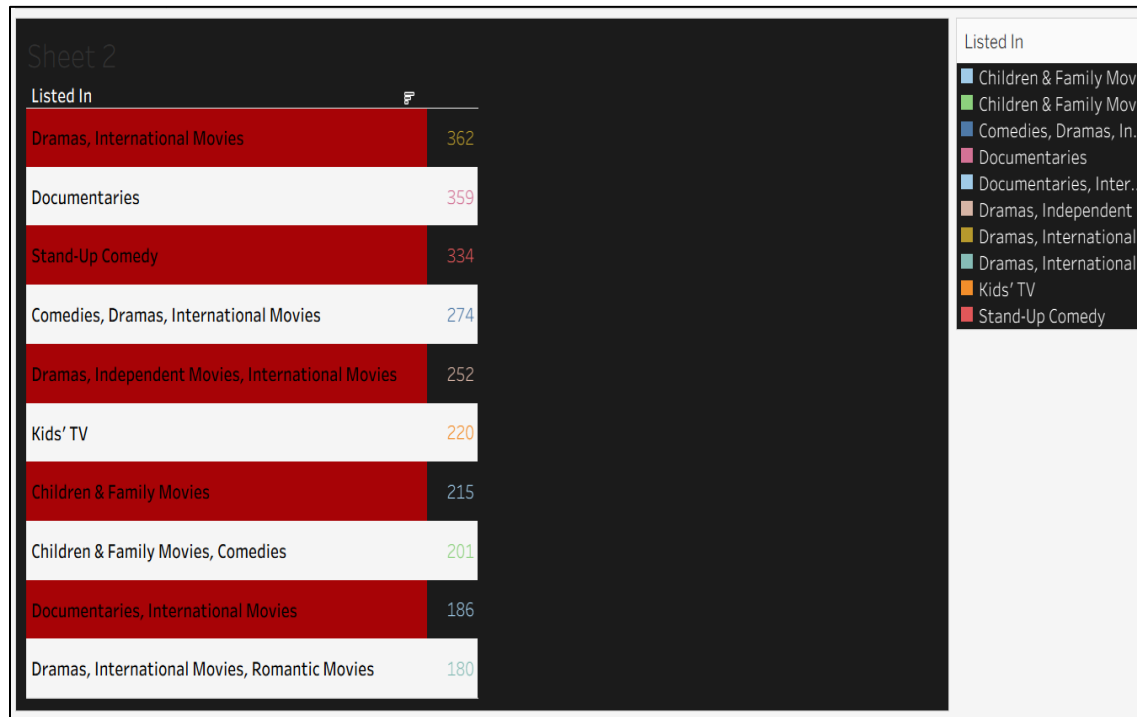 Sheet 2
Listed In
Dramas, International Movies 362
Documentaries 359
Stand-Up Comedy 334
Comedies, Dramas, International Movies 274
Dramas, Independent Movies, International Movies 252
Kids' TV 220
Children & Family Movies 215
Children & Family Movies, Comedies 201
Documentaries, International Movies 186
Dramas, International Movies, Romantic Movies 180
Listed In
Children & Family Mov
Children & Family Mov
Comedies, Dramas, In..
Documentaries
Documentaries, Inter..
Dramas, Independent
Dramas, International
Dramas, International
Kids' TV
Stand-Up Comedy